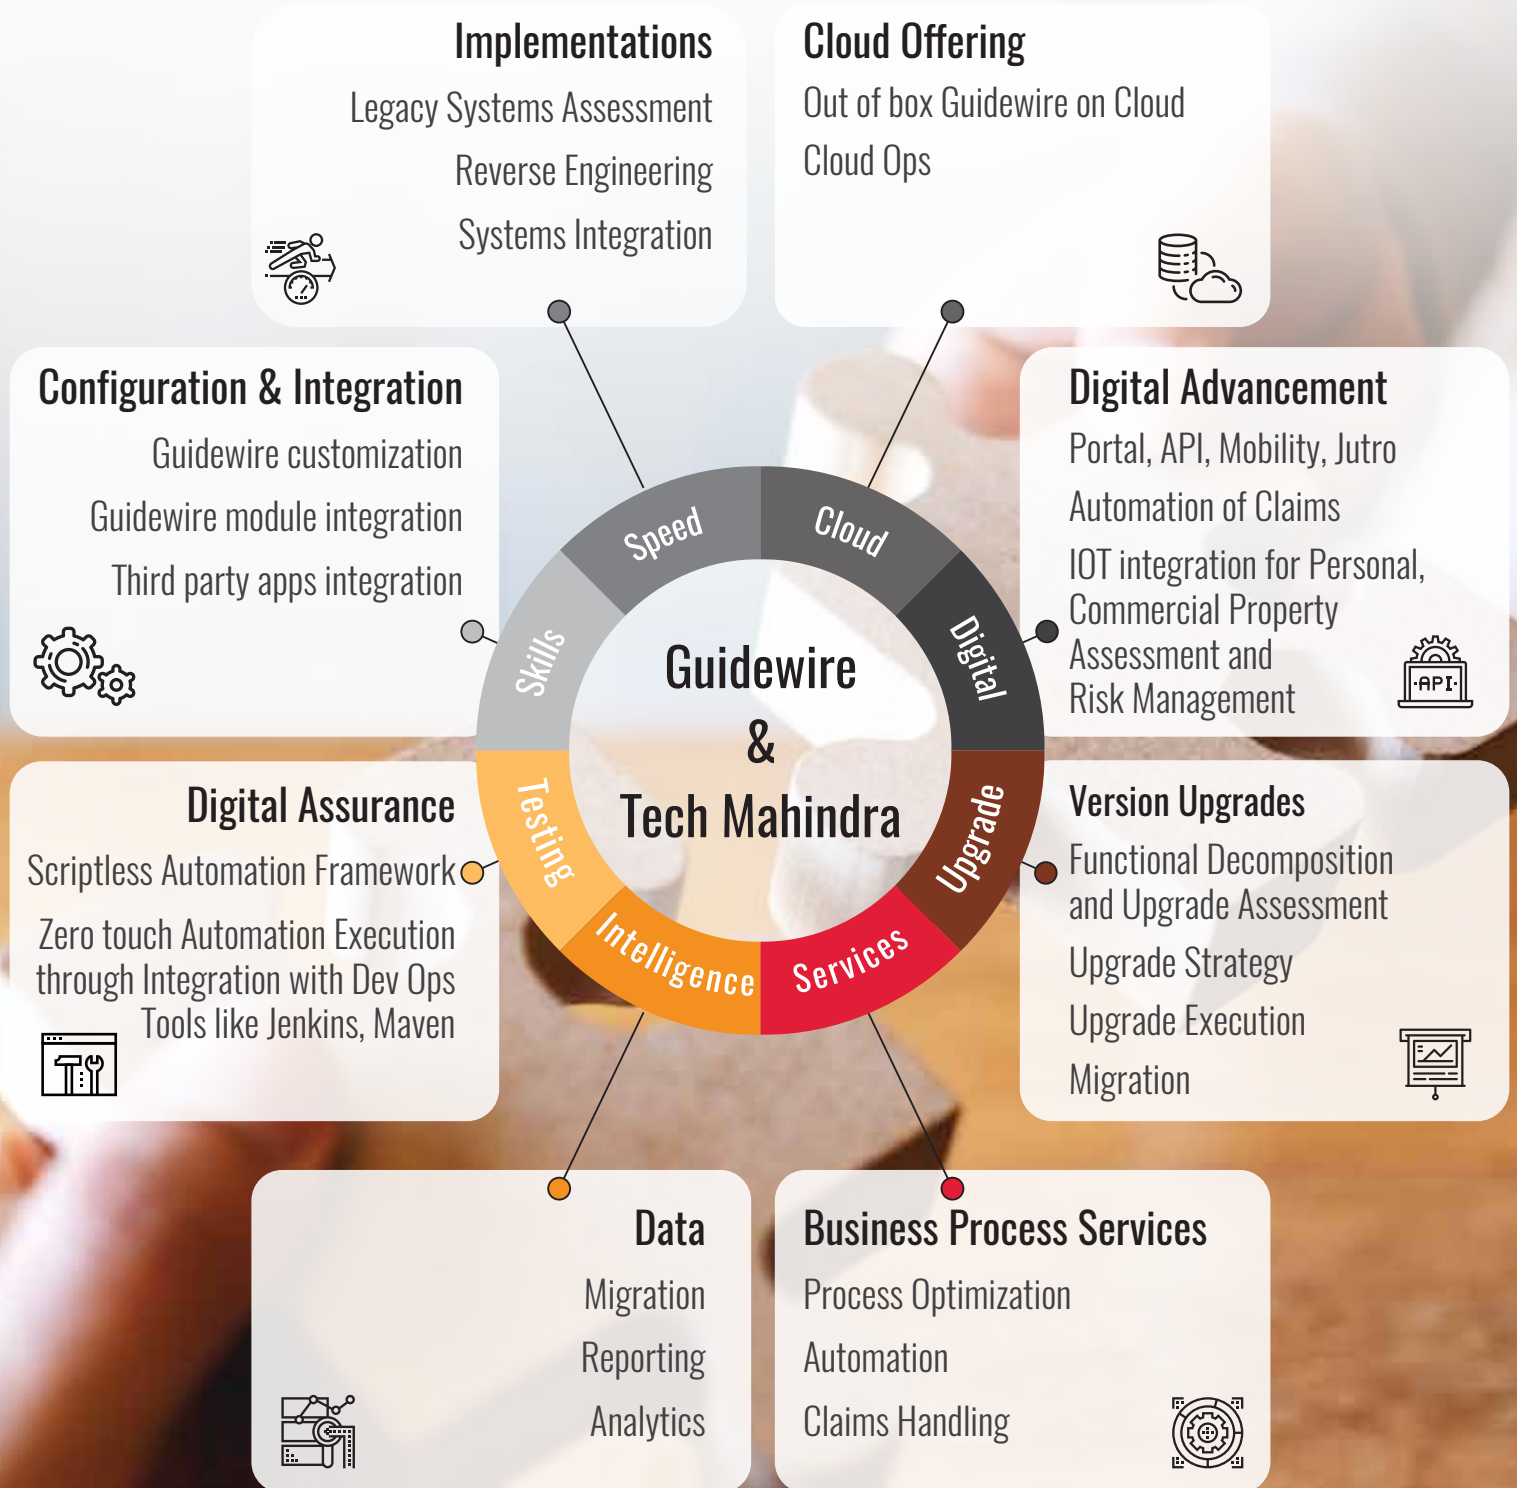 Implementations
Legacy Systems Assessment
Reverse Engineering
Systems Integration
Cloud Offering
Out of box Guidewire on Cloud
Cloud Ops
Configuration & Integration
Guidewire customization
Guidewire module integration
Third party apps integration
Digital Advancement
Portal, API, Mobility, Jutro
Automation of Claims
IOT integration for Personal,
Commercial Property
Assessment and
Risk Management
API
Speed
Cloud
Skills
Digital
Guidewire
&
Tech Mahindra
Testing
Upgrade
Intelligence
Services
Digital Assurance
Scriptless Automation Framework
Zero touch Automation Execution
through Integration with Dev Ops
Tools like Jenkins, Maven
Version Upgrades
Functional Decomposition
and Upgrade Assessment
Upgrade Strategy
Upgrade Execution
Migration
Data
Migration
Reporting
Analytics
Business Process Services
Process Optimization
Automation
Claims Handling